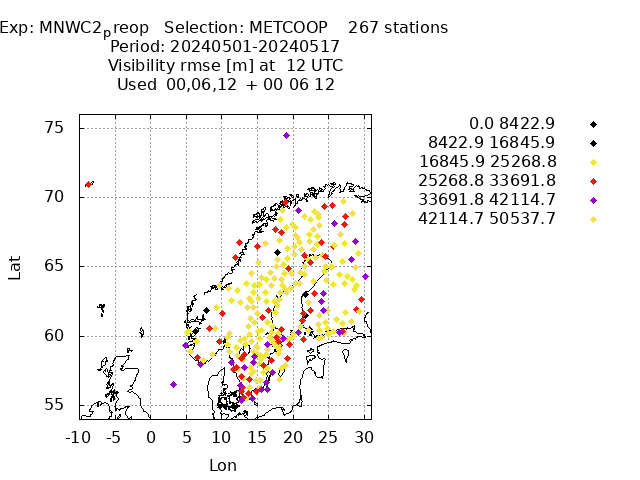 Exp: MNWC2preop   Selection: METCOOP    267 stations
Period: 20240501-20240517
Visibility rmse [m] at  12 UTC
Used  00,06,12  + 00 06 12
0.0 8422.9
8422.9 16845.9
16845.9 25268.8
25268.8 33691.8
33691.8 42114.7
42114.7 50537.7
75
70
65
60
55
Lat
-10 -5 0 5 10 15 20 25 30
Lon